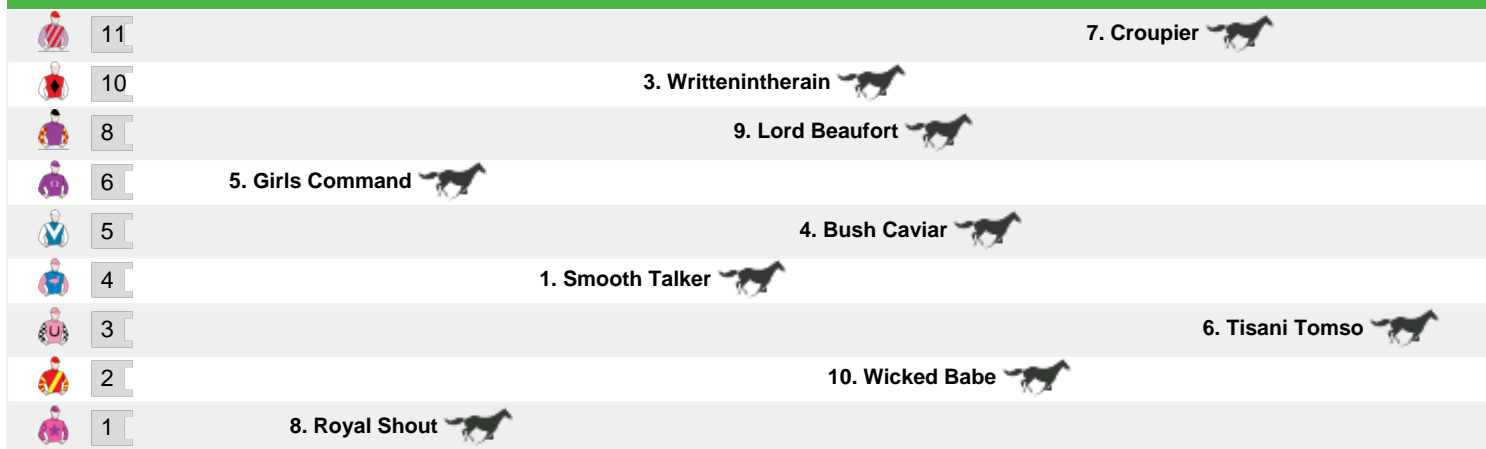 11 7. Croupier
10 3. Writtenintherain
8 9. Lord Beaufort
6 5. Girls Command
5 4. Bush Caviar
4 1. Smooth Talker
3 6. Tisani Tomso
2 10. Wicked Babe
1 8. Royal Shout